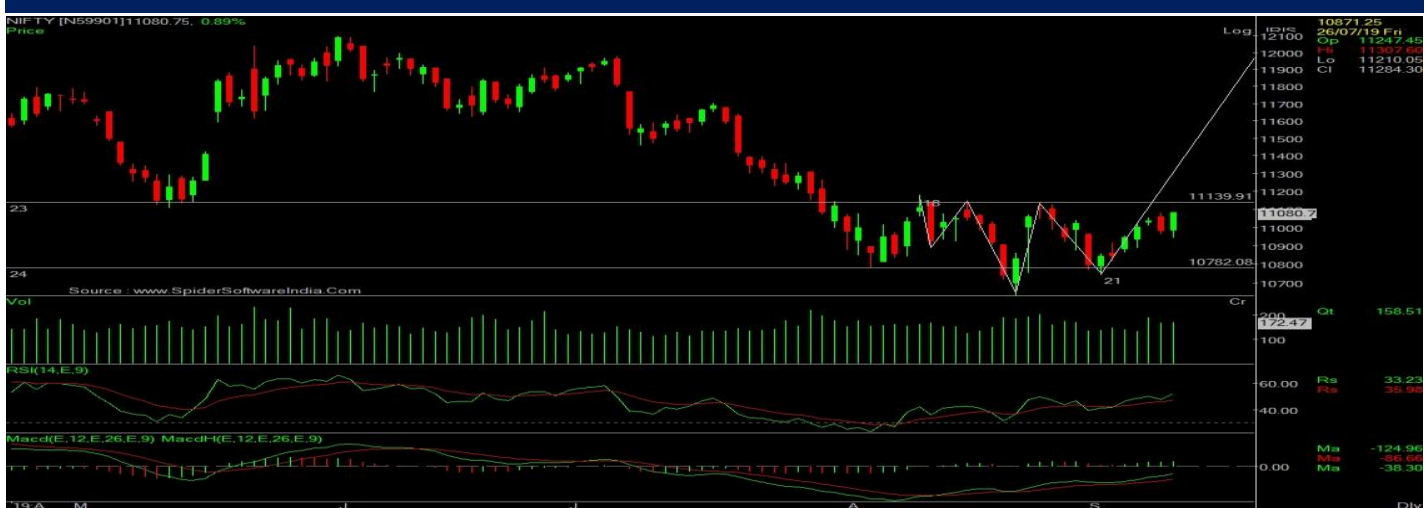 NIFTY [N59901]11080.75, 0.89%
Price
Log
IRIS
12100
12000
11900
11800
11700
11600
11500
11400
11300
11200
11139.91
11080.7
11000
10900
10800
10782.08
10700
23
24
16
21
Source : www.SpiderSoftwareIndia.Com
10871.25
26/07/19 Fri
Op 11247.45
Hi 11307.60
Lo 11210.05
Cl 11284.30
Vol
Cr
200
172.47
100
Qt 158.51
RSI(14,E,9)
60.00
40.00
Rs 33.23
Rs 35.98
Macd(E,12,E,26,E,9) MacdH(E,12,E,26,E,9)
0.00
Ma -124.96
Ma -86.66
Ma -38.30
'19:A M J J A S
Dly